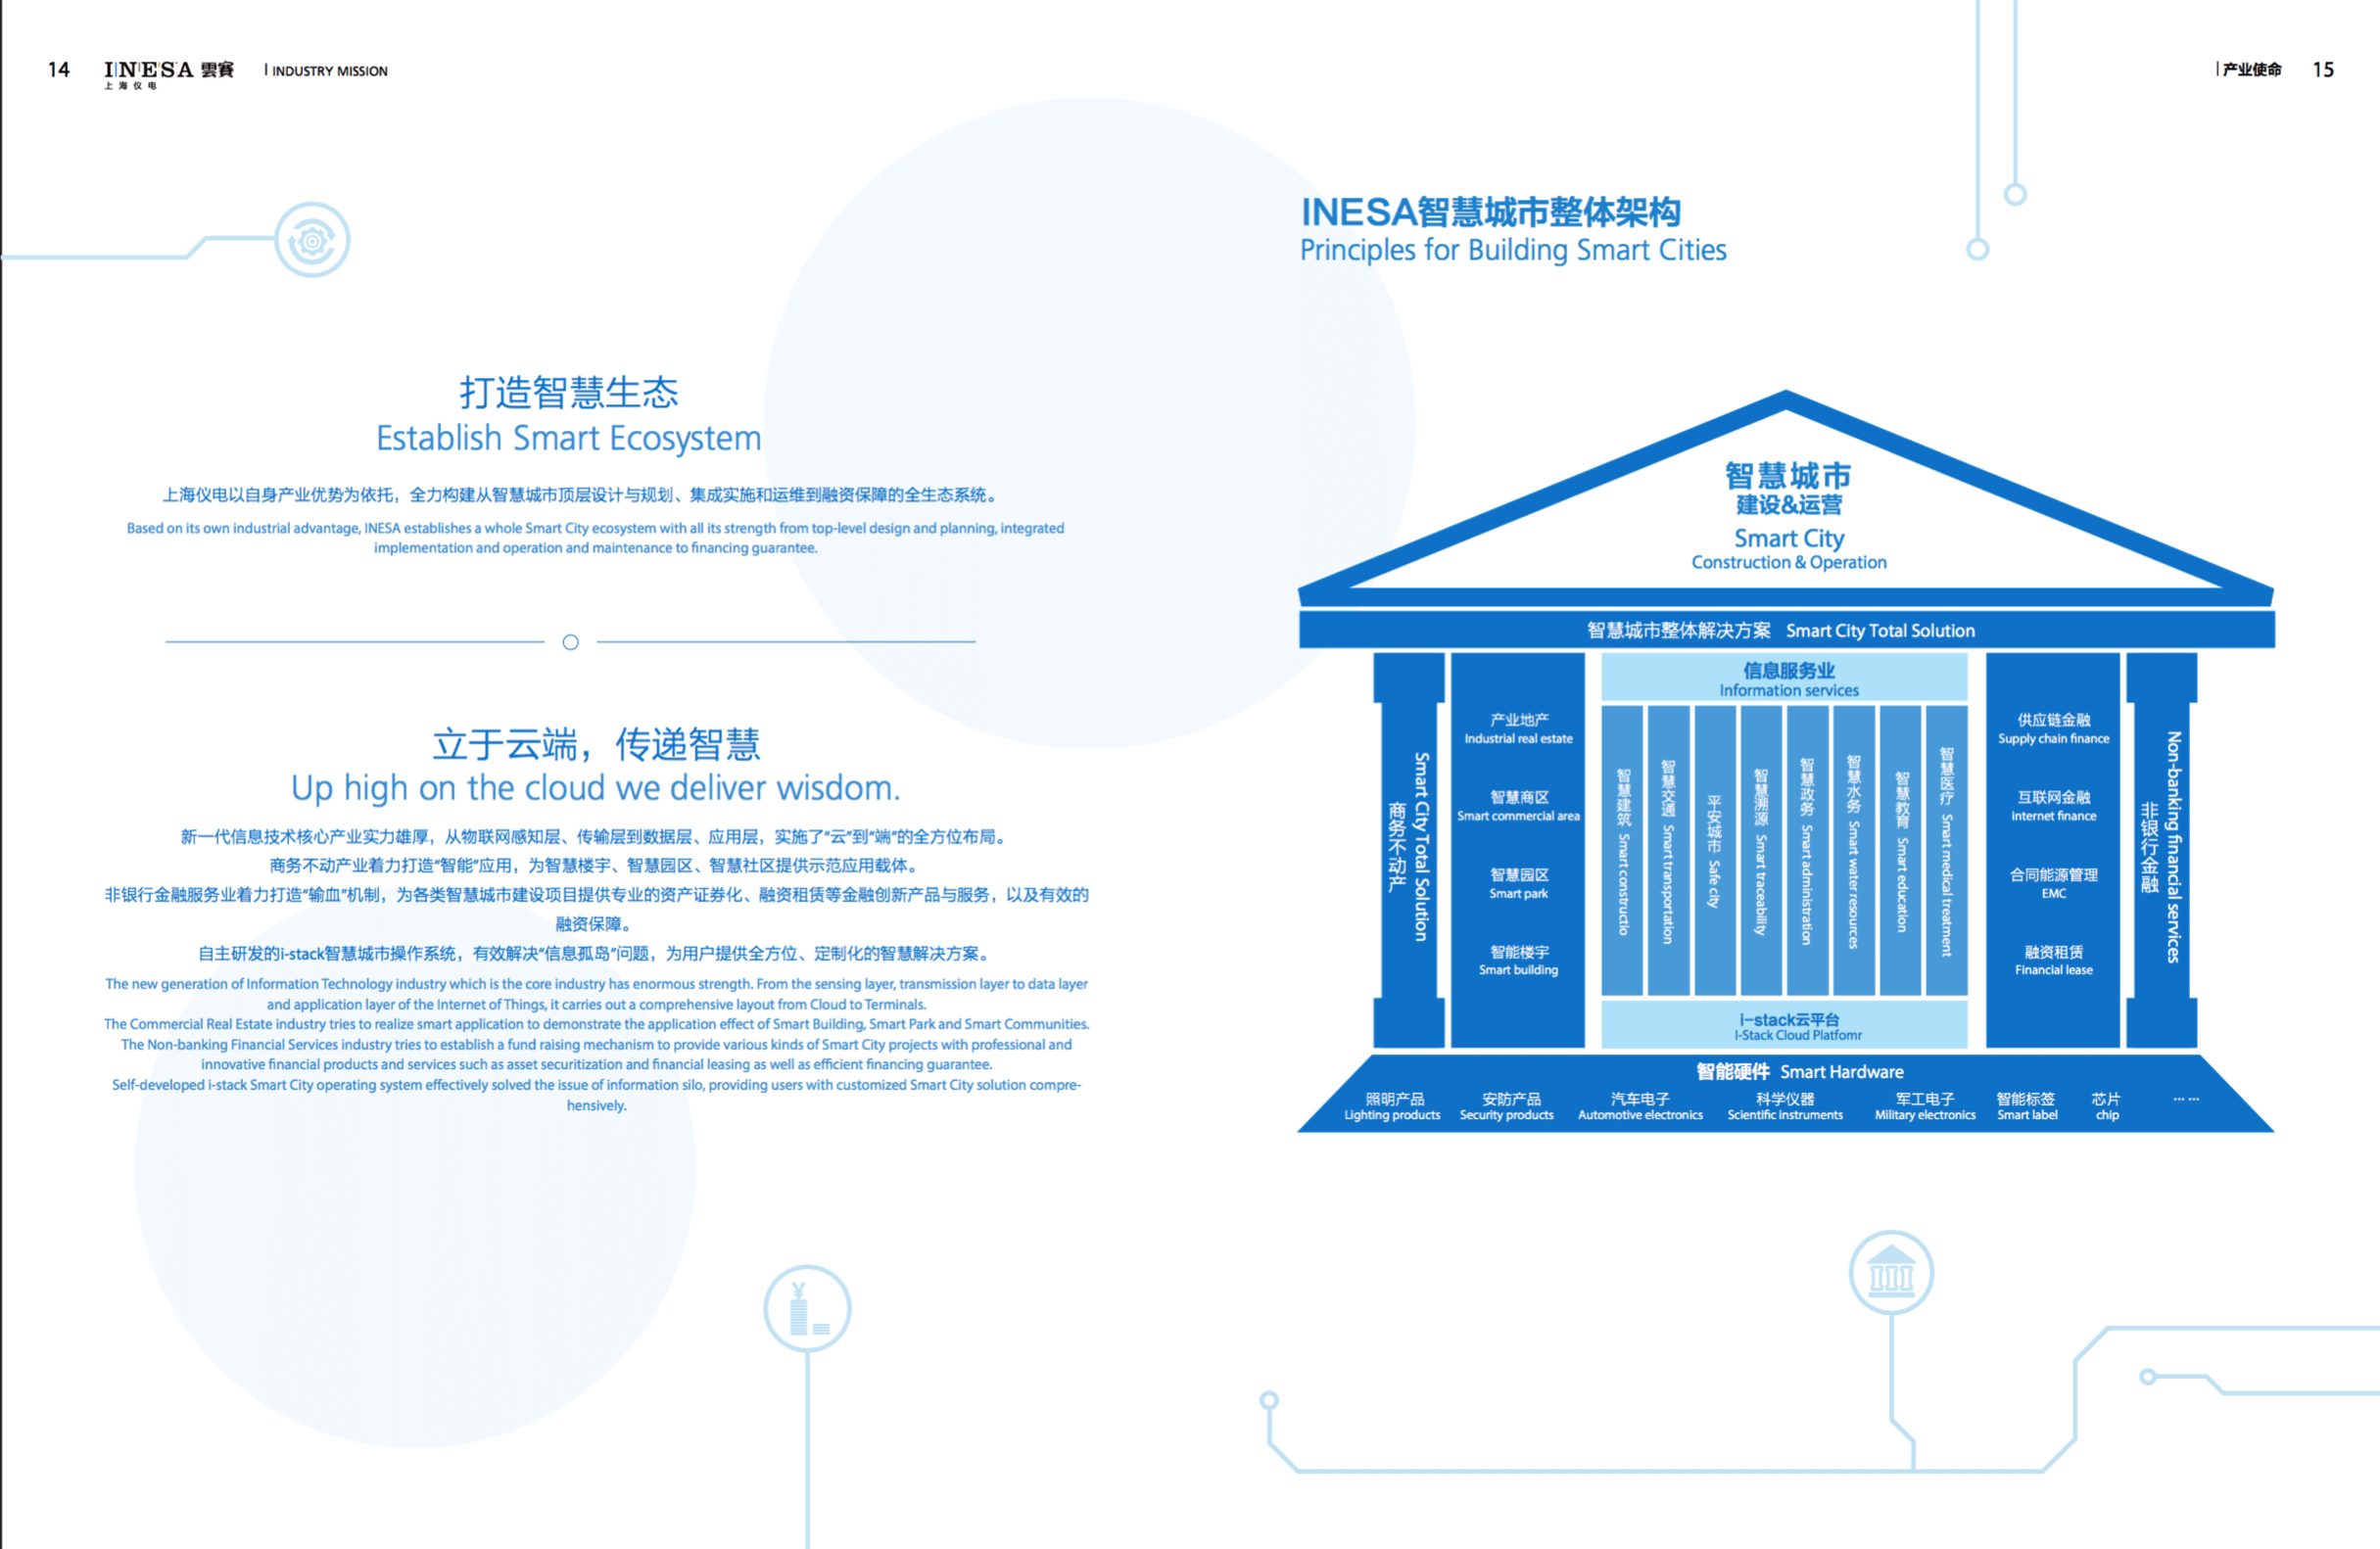 14
INESA 雲賽
上海仪电
INDUSTRY MISSION
打造智慧生态
Establish Smart Ecosystem
上海仪电以自身产业优势为依托，全力构建从智慧城市顶层设计与规划、集成实施和运维到融资保障的全生态系统。
Based on its own industrial advantage, INESA establishes a whole Smart City ecosystem with all its strength from top-level design and planning, integrated
implementation and operation and maintenance to financing guarantee.
立于云端，传递智慧
Up high on the cloud we deliver wisdom.
新一代信息技术核心产业实力雄厚，从物联网感知层、传输层到数据层、应用层，实施了“云”到“端”的全方位布局。
商务不动产业着力打造“智能”应用，为智慧楼宇、智慧园区、智慧社区提供示范应用载体。
非银行金融服务业着力打造“输血”机制，为各类智慧城市建设项目提供专业的资产证券化、融资租赁等金融创新产品与服务，以及有效的
融资保障。
自主研发的i-stack智慧城市操作系统，有效解决“信息孤岛”问题，为用户提供全方位、定制化的智慧解决方案。
The new generation of Information Technology industry which is the core industry has enormous strength. From the sensing layer, transmission layer to data layer
and application layer of the Internet of Things, it carries out a comprehensive layout from Cloud to Terminals.
The Commercial Real Estate industry tries to realize smart application to demonstrate the application effect of Smart Building, Smart Park and Smart Communities.
The Non-banking Financial Services industry tries to establish a fund raising mechanism to provide various kinds of Smart City projects with professional and
innovative financial products and services such as asset securitization and financial leasing as well as efficient financing guarantee.
Self-developed i-stack Smart City operating system effectively solved the issue of information silo, providing users with customized Smart City solution compre-
hensively.
产业使命
15
INESA智慧城市整体架构
Principles for Building Smart Cities
智慧城市
建设&运营
Smart City
Construction & Operation
智慧城市整体解决方案 Smart City Total Solution
商务不动产
Smart City Total Solution
产业地产
Industrial real estate
智慧商区
Smart commercial area
智慧园区
Smart park
智能楼宇
Smart building
信息服务业
Information services
智慧建筑 Smart constructio
智慧交通 Smart transportation
平安城市 Safe city
智慧溯源 Smart traceability
智慧政务 Smart administration
智慧水务 Smart water resources
智慧教育 Smart education
智慧医疗 Smart medical treatment
i-stack云平台
I-Stack Cloud Platfomr
供应链金融
Supply chain finance
互联网金融
Internet finance
合同能源管理
EMC
融资租赁
Financial lease
非银行金融
Non-banking financial services
智能硬件 Smart Hardware
照明产品
Lighting products
安防产品
Security products
汽车电子
Automotive electronics
科学仪器
Scientific instruments
军工电子
Military electronics
智能标签
Smart label
芯片
chip
... ...
¥